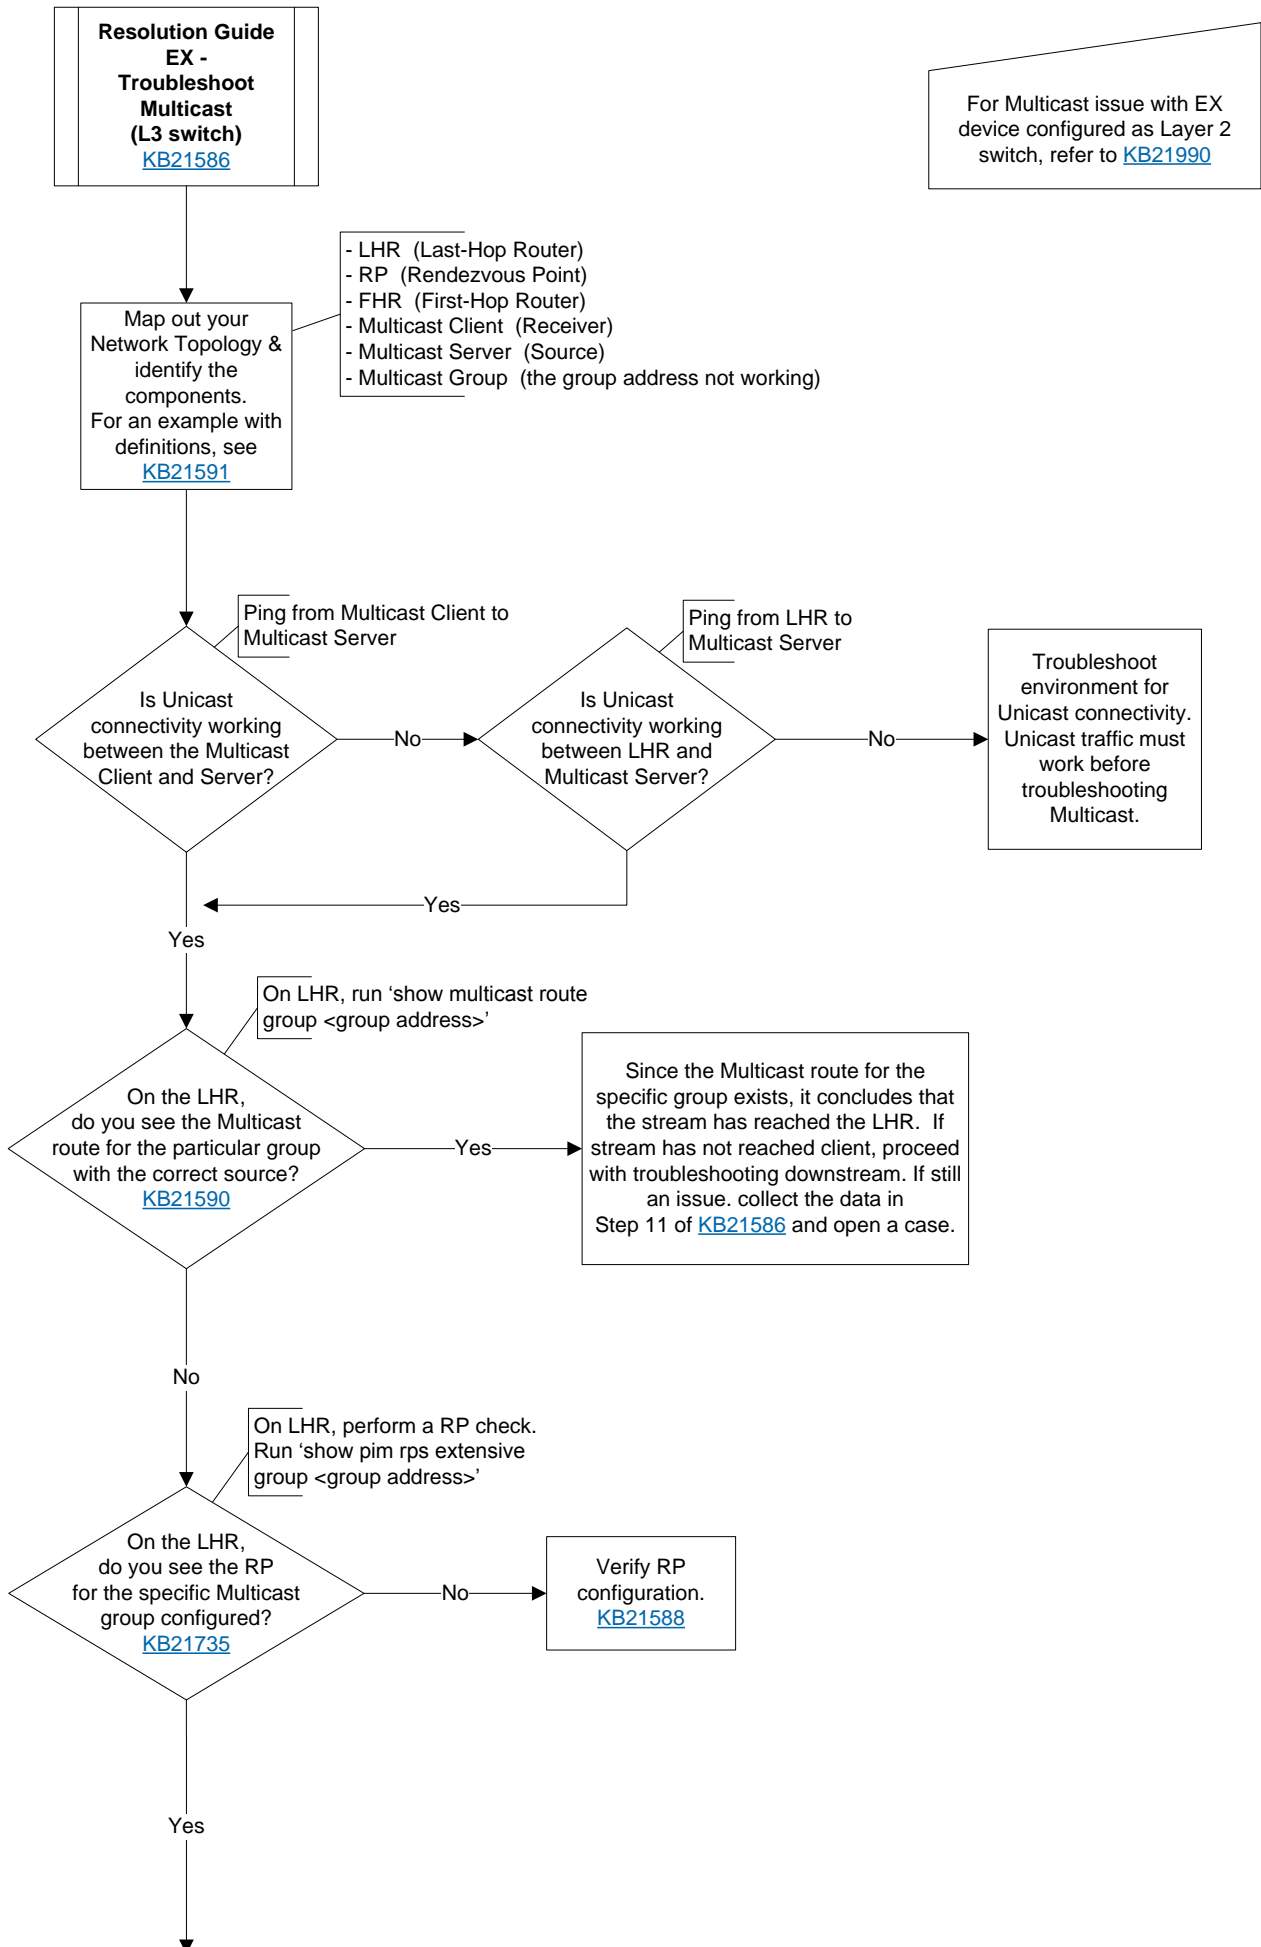 Resolution Guide
EX -
Troubleshoot
Multicast
(L3 switch)
KB21586
For Multicast issue with EX
device configured as Layer 2
switch, refer to KB21990
- LHR  (Last-Hop Router)
- RP  (Rendezvous Point)
- FHR  (First-Hop Router)
- Multicast Client  (Receiver)
- Multicast Server  (Source)
- Multicast Group  (the group address not working)
Map out your
Network Topology &
identify the
components.
For an example with
definitions, see
KB21591
Ping from Multicast Client to
Multicast Server
Ping from LHR to
Multicast Server
Is Unicast
connectivity working
between the Multicast
Client and Server?
No
Is Unicast
connectivity working
between LHR and
Multicast Server?
No
Troubleshoot
environment for
Unicast connectivity.
Unicast traffic must
work before
troubleshooting
Multicast.
Yes
Yes
On LHR, run ‘show multicast route
group <group address>’
On the LHR,
do you see the Multicast
route for the particular group
with the correct source?
KB21590
Yes
Since the Multicast route for the
specific group exists, it concludes that
the stream has reached the LHR.  If
stream has not reached client, proceed
with troubleshooting downstream. If still
an issue. collect the data in
Step 11 of KB21586 and open a case.
No
On LHR, perform a RP check.
Run ‘show pim rps extensive
group <group address>’
On the LHR,
do you see the RP
for the specific Multicast
group configured?
KB21735
No
Verify RP
configuration.
KB21588
Yes